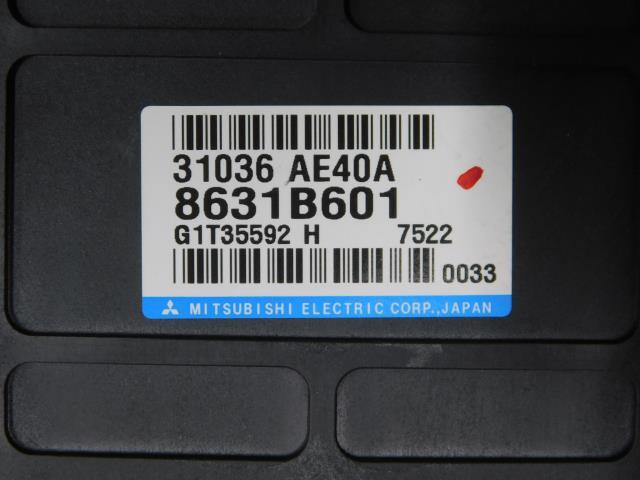 31036 AE40A
8631B601
G1T35592 H 7522
0033
MITSUBISHI ELECTRIC CORP.,JAPAN